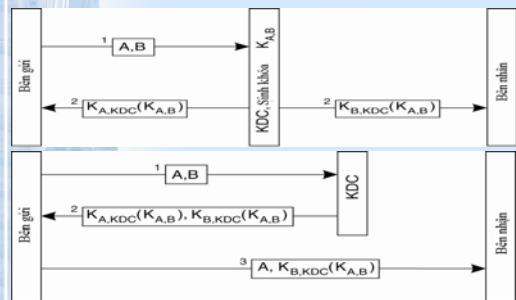 Bên gửi
1 A,B
2 K_A,KDC(K_A,B)
KDC, Sinh khóa K_A,B
2 K_B,KDC(K_A,B)
Bên nhân
Bên gửi
1 A,B
2 K_A,KDC(K_A,B), K_B,KDC(K_A,B)
KDC
3 A, K_B,KDC(K_A,B)
Bên nhận